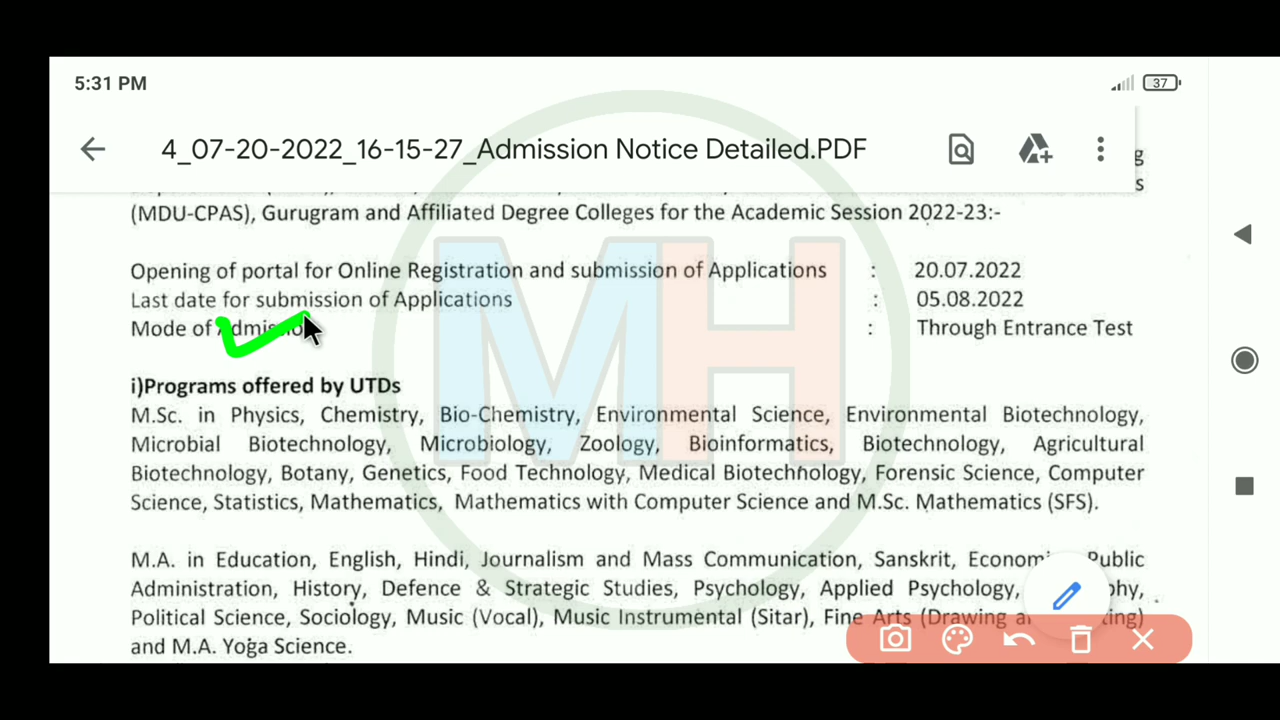 5:31 PM
37
4_07-20-2022_16-15-27_Admission Notice Detailed.PDF
g
s
(MDU-CPAS), Gurugram and Affiliated Degree Colleges for the Academic Session 2022-23:-
Opening of portal for Online Registration and submission of Applications : 20.07.2022
Last date for submission of Applications : 05.08.2022
Mode of Admission : Through Entrance Test
i)Programs offered by UTDs
M.Sc. in Physics, Chemistry, Bio-Chemistry, Environmental Science, Environmental Biotechnology,
Microbial Biotechnology, Microbiology, Zoology, Bioinformatics, Biotechnology, Agricultural
Biotechnology, Botany, Genetics, Food Technology, Medical Biotechhology, Forensic Science, Computer
Science, Statistics, Mathematics, Mathematics with Computer Science and M.Sc. Mathematics (SFS).
M.A. in Education, English, Hindi, Journalism and Mass Communication, Sanskrit, Public
Administration, History, Defence & Strategic Studies, Psychology, Applied Psychology,
Political Science, Sociology, Music (Vocal), Music Instrumental (Sitar), Fine Arts (Drawing
and M.A. Yoga Science.
MH